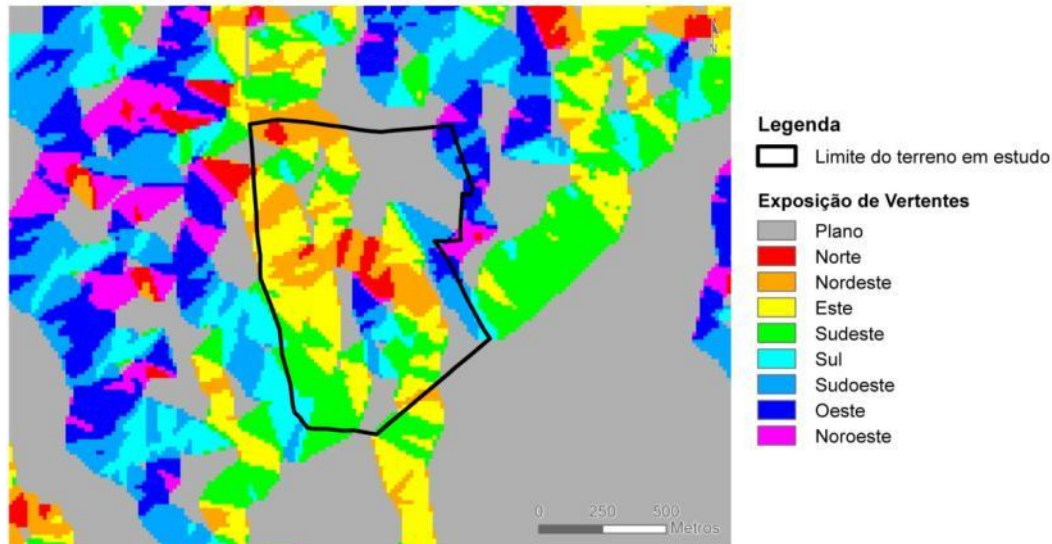 N
Legenda
Limite do terreno em estudo
Exposição de Vertentes
Plano
Norte
Nordeste
Este
Sudeste
Sul
Sudoeste
Oeste
Noroeste
0 250 500
Metros